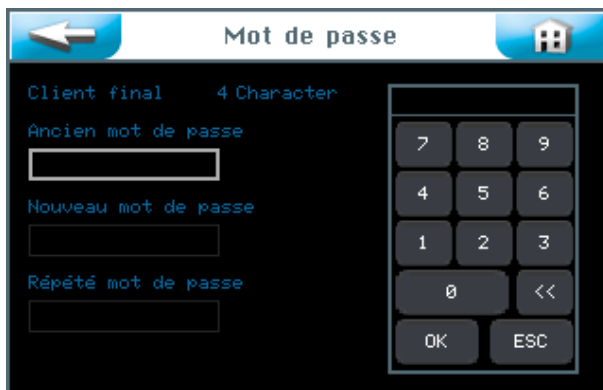 Mot de passe
Client final 4 Character
Ancien mot de passe
Nouveau mot de passe
Répété mot de passe
7 8 9
4 5 6
1 2 3
0 <<
OK ESC